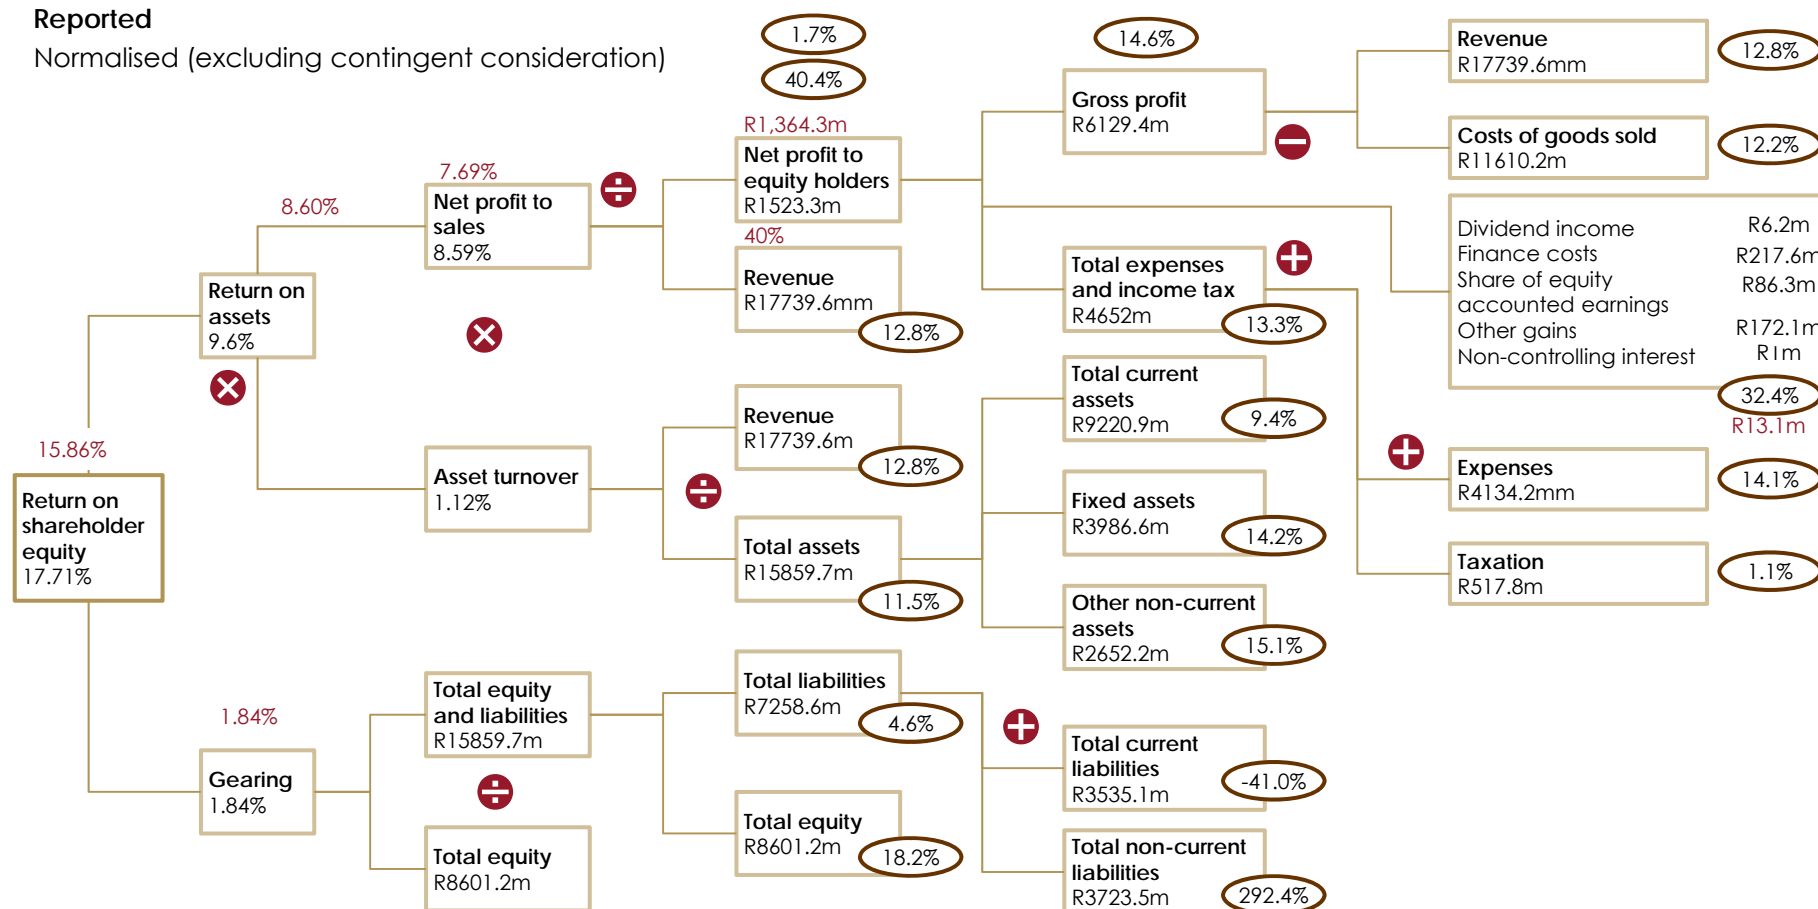 Reported
Normalised (excluding contingent consideration)
1.7%
40.4%
R1,364.3m
Net profit to
equity holders
R1523.3m
40%
Revenue
R17739.6mm
12.8%
14.6%
Gross profit
R6129.4m
Revenue
R17739.6mm
12.8%
Costs of goods sold
R11610.2m
12.2%
Dividend income R6.2m
Finance costs R217.6m
Share of equity R86.3m
accounted earnings
Other gains R172.1m
Non-controlling interest R1m
32.4%
R13.1m
Total expenses
and income tax
R4652m
13.3%
Expenses
R4134.2mm
14.1%
Taxation
R517.8m
1.1%
7.69%
Net profit to
sales
8.59%
8.60%
Return on
assets
9.6%
15.86%
Return on
shareholder
equity
17.71%
Asset turnover
1.12%
Revenue
R17739.6m
12.8%
Total assets
R15859.7m
11.5%
Total current
assets
R9220.9m
9.4%
Fixed assets
R3986.6m
14.2%
Other non-current
assets
R2652.2m
15.1%
1.84%
Gearing
1.84%
Total equity
and liabilities
R15859.7m
Total equity
R8601.2m
Total liabilities
R7258.6m
4.6%
Total equity
R8601.2m
18.2%
Total current
liabilities
R3535.1m
-41.0%
Total non-current
liabilities
R3723.5m
292.4%